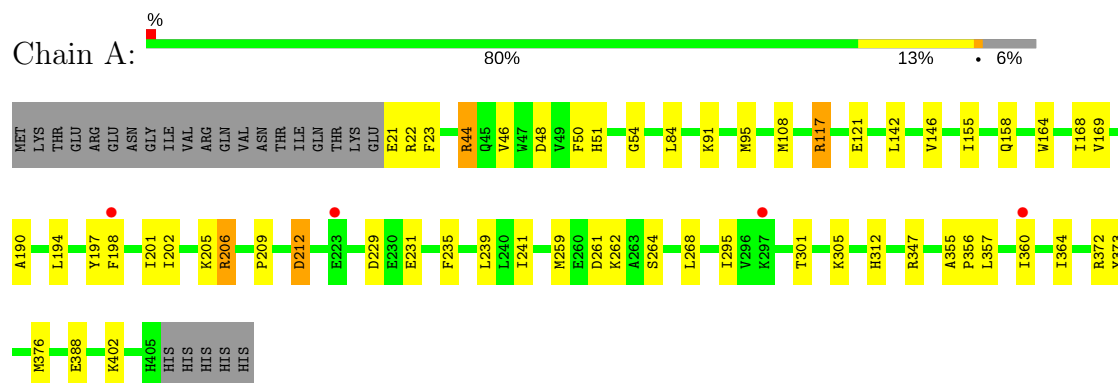 %
Chain A:
80% 13% • 6%
MET LYS THR GLU ARG GLU ASN GLY ILE VAL ARG GLN VAL ASN THR ILE GLN THR LYS GLU E21 R22 F23 R44 Q45 V46 W47 D48 V49 F50 H51 G54 L84 K91 M95 M108 R117 E121 L142 V146 I155 Q158 W164 I168 V169
A190 L194 Y197 F198 I201 I202 K205 R206 P209 D212 E223 D229 E230 E231 F235 L239 L240 I241 M259 E260 D261 K262 A263 S264 L268 I295 V296 K297 T301 K305 H312 R347 A355 P356 L357 I360 I364 R372 Y373
M376 E388 K402 H405 HIS HIS HIS HIS HIS